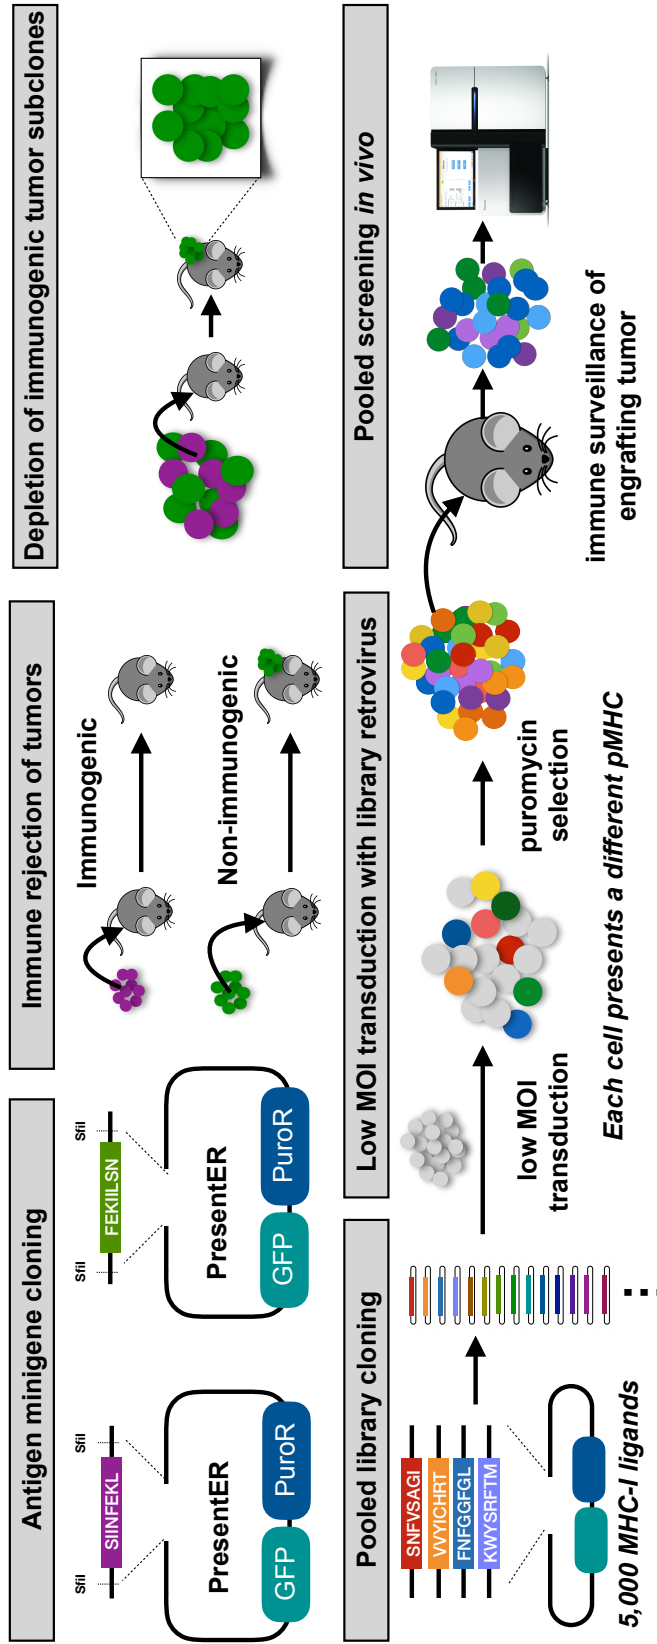 Antigen minigene cloning
SfiI
SfiI
SIINFEKL
PresentER
GFP
PuroR
SfiI
SfiI
FEKIILSN
PresentER
GFP
PuroR
Immune rejection of tumors
Immunogenic
Non-immunogenic
Depletion of immunogenic tumor subclones
Pooled library cloning
SNFVSAGI
VVYICHRT
FNFGGFGL
KWYSRFTM
5,000 MHC-I ligands
Low MOI transduction with library retrovirus
low MOI
transduction
puromycin
selection
Each cell presents a different pMHC
Pooled screening in vivo
immune surveillance of
engrafting tumor